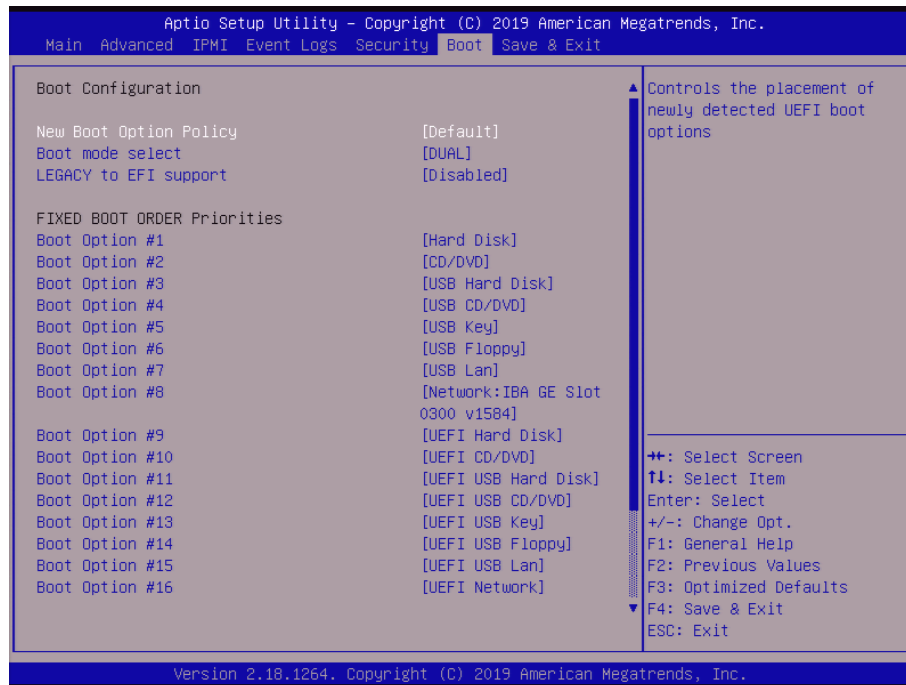 Aptio Setup Utility – Copyright (C) 2019 American Megatrends, Inc.
Main Advanced IPMI Event Logs Security Boot Save & Exit
Boot Configuration
New Boot Option Policy [Default]
Boot mode select [DUAL]
LEGACY to EFI support [Disabled]
FIXED BOOT ORDER Priorities
Boot Option #1 [Hard Disk]
Boot Option #2 [CD/DVD]
Boot Option #3 [USB Hard Disk]
Boot Option #4 [USB CD/DVD]
Boot Option #5 [USB Key]
Boot Option #6 [USB Floppy]
Boot Option #7 [USB Lan]
Boot Option #8 [Network:IBA GE Slot
0300 v1584]
Boot Option #9 [UEFI Hard Disk]
Boot Option #10 [UEFI CD/DVD]
Boot Option #11 [UEFI USB Hard Disk]
Boot Option #12 [UEFI USB CD/DVD]
Boot Option #13 [UEFI USB Key]
Boot Option #14 [UEFI USB Floppy]
Boot Option #15 [UEFI USB Lan]
Boot Option #16 [UEFI Network]
Controls the placement of
newly detected UEFI boot
options
→←: Select Screen
↑↓: Select Item
Enter: Select
+/-: Change Opt.
F1: General Help
F2: Previous Values
F3: Optimized Defaults
F4: Save & Exit
ESC: Exit
Version 2.18.1264. Copyright (C) 2019 American Megatrends, Inc.